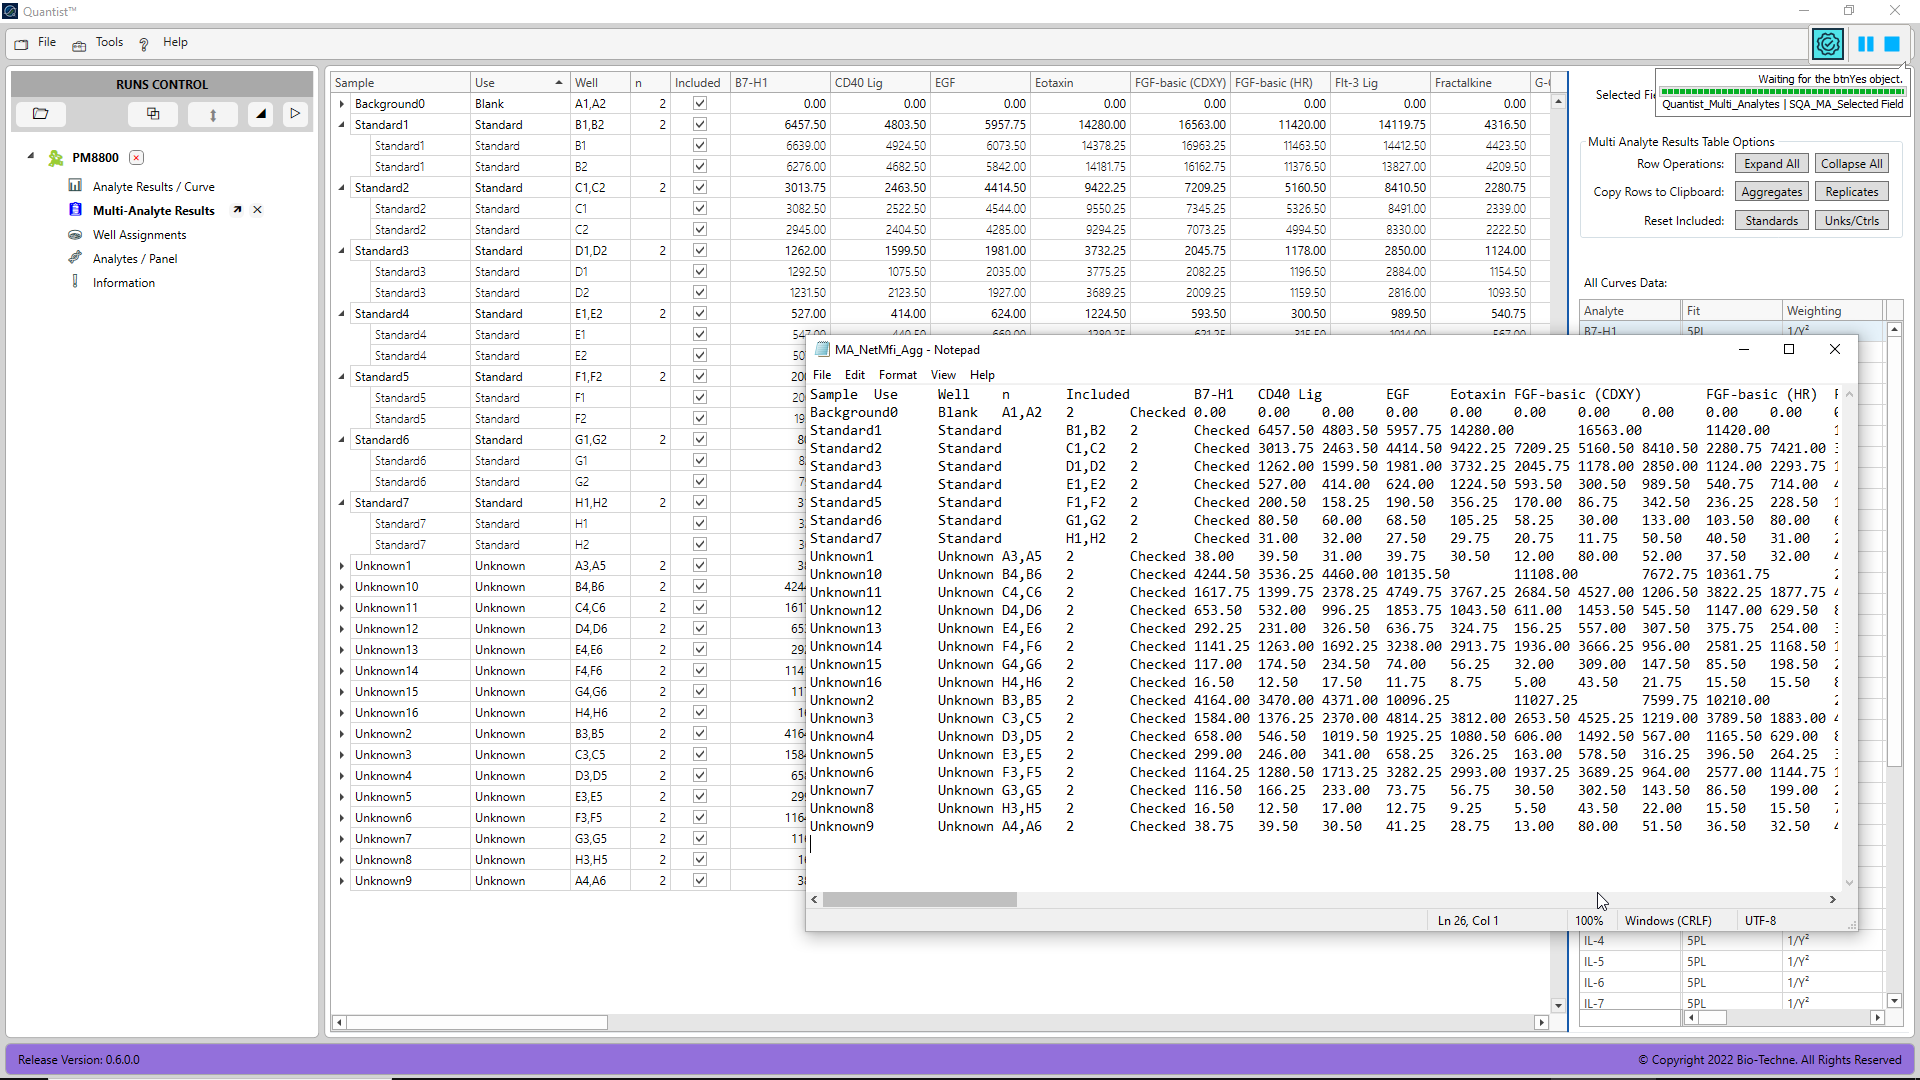 Quantist™
File Tools Help
RUNS CONTROL
PM8800
Analyte Results / Curve
Multi-Analyte Results
Well Assignments
Analytes / Panel
Information
Sample Use Well n Included B7-H1 CD40 Lig EGF Eotaxin FGF-basic (CDXY) FGF-basic (HR) Flt-3 Lig Fractalkine
Background0 Blank A1,A2 2 0.00 0.00 0.00 0.00 0.00 0.00 0.00 0.00
Standard1 Standard B1,B2 2 6457.50 4803.50 5957.75 14280.00 16563.00 11420.00 14119.75 4316.50
Standard1 Standard B1 6639.00 4924.50 6073.50 14378.25 16963.25 11463.50 14412.50 4423.50
Standard1 Standard B2 6276.00 4682.50 5842.00 14181.75 16162.75 11376.50 13827.00 4209.50
Standard2 Standard C1,C2 2 3013.75 2463.50 4414.50 9422.25 7209.25 5160.50 8410.50 2280.75
Standard2 Standard C1 3082.50 2522.50 4544.00 9550.25 7345.25 5326.50 8491.00 2339.00
Standard2 Standard C2 2945.00 2404.50 4285.00 9294.25 7073.25 4994.50 8330.00 2222.50
Standard3 Standard D1,D2 2 1262.00 1599.50 1981.00 3732.25 2045.75 1178.00 2850.00 1124.00
Standard3 Standard D1 1292.50 1075.50 2035.00 3775.25 2082.25 1196.50 2884.00 1154.50
Standard3 Standard D2 1231.50 2123.50 1927.00 3689.25 2009.25 1159.50 2816.00 1093.50
Standard4 Standard E1,E2 2 527.00 414.00 624.00 1224.50 593.50 300.50 989.50 540.75
Standard4 Standard E1
Standard4 Standard E2
Standard5 Standard F1,F2 2
Standard5 Standard F1
Standard5 Standard F2
Standard6 Standard G1,G2 2
Standard6 Standard G1
Standard6 Standard G2
Standard7 Standard H1,H2 2
Standard7 Standard H1
Standard7 Standard H2
Unknown1 Unknown A3,A5 2
Unknown10 Unknown B4,B6 2
Unknown11 Unknown C4,C6 2
Unknown12 Unknown D4,D6 2
Unknown13 Unknown E4,E6 2
Unknown14 Unknown F4,F6 2
Unknown15 Unknown G4,G6 2
Unknown16 Unknown H4,H6 2
Unknown2 Unknown B3,B5 2
Unknown3 Unknown C3,C5 2
Unknown4 Unknown D3,D5 2
Unknown5 Unknown E3,E5 2
Unknown6 Unknown F3,F5 2
Unknown7 Unknown G3,G5 2
Unknown8 Unknown H3,H5 2
Unknown9 Unknown A4,A6 2
MA_NetMfi_Agg - Notepad
File Edit Format View Help
Sample Use Well n Included B7-H1 CD40 Lig EGF Eotaxin FGF-basic (CDXY) FGF-basic (HR)
Background0 Blank A1,A2 2 Checked 0.00 0.00 0.00 0.00 0.00 0.00 0.00 0.00 0.00 0.00
Standard1 Standard B1,B2 2 Checked 6457.50 4803.50 5957.75 14280.00 16563.00 11420.00
Standard2 Standard C1,C2 2 Checked 3013.75 2463.50 4414.50 9422.25 7209.25 5160.50 8410.50 2280.75 7421.00
Standard3 Standard D1,D2 2 Checked 1262.00 1599.50 1981.00 3732.25 2045.75 1178.00 2850.00 1124.00 2293.75
Standard4 Standard E1,E2 2 Checked 527.00 414.00 624.00 1224.50 593.50 300.50 989.50 540.75 714.00
Standard5 Standard F1,F2 2 Checked 200.50 158.25 190.50 356.25 170.00 86.75 342.50 236.25 228.50
Standard6 Standard G1,G2 2 Checked 80.50 60.00 68.50 105.25 58.25 30.00 133.00 103.50 80.00
Standard7 Standard H1,H2 2 Checked 31.00 32.00 27.50 29.75 20.75 11.75 50.50 40.50 31.00
Unknown1 Unknown A3,A5 2 Checked 38.00 39.50 31.00 39.75 30.50 12.00 80.00 52.00 37.50 32.00
Unknown10 Unknown B4,B6 2 Checked 4244.50 3536.25 4460.00 10135.50 11108.00 7672.75 10361.75
Unknown11 Unknown C4,C6 2 Checked 1617.75 1399.75 2378.25 4749.75 3767.25 2684.50 4527.00 1206.50 3822.25 1877.75
Unknown12 Unknown D4,D6 2 Checked 653.50 532.00 996.25 1853.75 1043.50 611.00 1453.50 545.50 1147.00 629.50
Unknown13 Unknown E4,E6 2 Checked 292.25 231.00 326.50 636.75 324.75 156.25 557.00 307.50 375.75 254.00
Unknown14 Unknown F4,F6 2 Checked 1141.25 1263.00 1692.25 3238.00 2913.75 1936.00 3666.25 956.00 2581.25 1168.50
Unknown15 Unknown G4,G6 2 Checked 117.00 174.50 234.50 74.00 56.25 32.00 309.00 147.50 85.50 198.50
Unknown16 Unknown H4,H6 2 Checked 16.50 12.50 17.50 11.75 8.75 5.00 43.50 21.75 15.50 15.50
Unknown2 Unknown B3,B5 2 Checked 4164.00 3470.00 4371.00 10096.25 11027.25 7599.75 10210.00
Unknown3 Unknown C3,C5 2 Checked 1584.00 1376.25 2370.00 4814.25 3812.00 2653.50 4525.25 1219.00 3789.50 1883.00
Unknown4 Unknown D3,D5 2 Checked 658.00 546.50 1019.50 1925.25 1080.50 606.00 1492.50 567.00 1165.50 629.00
Unknown5 Unknown E3,E5 2 Checked 299.00 246.00 341.00 658.25 326.25 163.00 578.50 316.25 396.50 264.25
Unknown6 Unknown F3,F5 2 Checked 1164.25 1280.50 1713.25 3282.25 2993.00 1937.25 3689.25 964.00 2577.00 1144.75
Unknown7 Unknown G3,G5 2 Checked 116.50 166.25 233.00 73.75 56.75 30.50 302.50 143.50 86.50 199.00
Unknown8 Unknown H3,H5 2 Checked 16.50 12.50 17.00 12.75 9.25 5.50 43.50 22.00 15.50 15.50
Unknown9 Unknown A4,A6 2 Checked 38.75 39.50 30.50 41.25 28.75 13.00 80.00 51.50 36.50 32.50
Ln 26, Col 1 100% Windows (CRLF) UTF-8
Waiting for the btnYes object.
Quantist_Multi_Analytes | SQA_MA_Selected Field
Selected
Multi Analyte Results Table Options
Row Operations: Expand All Collapse All
Copy Rows to Clipboard: Aggregates Replicates
Reset Included: Standards Unks/Ctrls
All Curves Data:
Analyte Fit Weighting
B7-H1 5PL 1/Y²
IL-4 5PL 1/Y²
IL-5 5PL 1/Y²
IL-6 5PL 1/Y²
IL-7 5PL 1/Y²
Release Version: 0.6.0.0
© Copyright 2022 Bio-Techne. All Rights Reserved